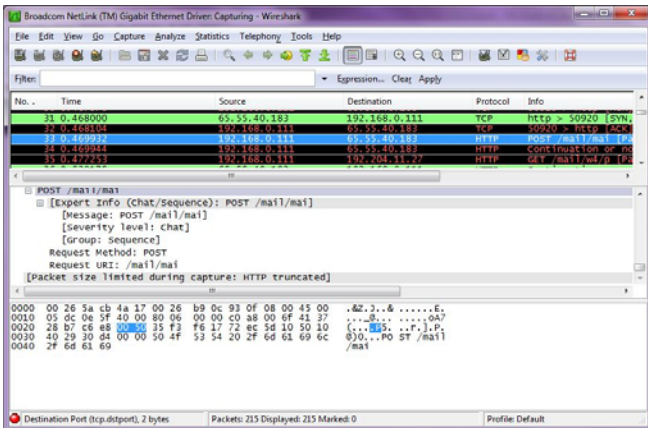 Broadcom NetLink (TM) Gigabit Ethernet Driver: Capturing - Wireshark
File Edit View Go Capture Analyze Statistics Telephony Tools Help
Filter: Expression... Clear Apply
No. . Time Source Destination Protocol Info
31 0.468000 65.55.40.183 192.168.0.111 TCP http > 50920 [SYN,
32 0.468104 192.168.0.111 65.55.40.183 TCP 50920 > http [ACK]
33 0.469932 192.168.0.111 65.55.40.183 HTTP POST /mail/mai [Pa
34 0.469944 192.168.0.111 65.55.40.183 HTTP Continuation or no
35 0.477253 192.168.0.111 192.204.11.27 HTTP GET /mail/w4/p [Pa
POST /mail/mai
[Expert Info (Chat/Sequence): POST /mail/mai]
[Message: POST /mail/mai]
[Severity level: Chat]
[Group: Sequence]
Request Method: POST
Request URI: /mail/mai
[Packet size limited during capture: HTTP truncated]
0000 00 26 5a cb 4a 17 00 26 b9 0c 93 0f 08 00 45 00 .&Z.J..& ......E.
0010 05 dc 0e 5f 40 00 80 06 00 00 c0 a8 00 6f 41 37 ..._@... .....oA7
0020 28 b7 c6 e8 00 50 35 f3 f6 17 72 ec 5d 10 50 10 (....P5. ..r.].P.
0030 40 29 30 d4 00 00 50 4f 53 54 20 2f 6d 61 69 6c @)0...PO ST /mail
0040 2f 6d 61 69 /mai
Destination Port (tcp.dstport), 2 bytes Packets: 215 Displayed: 215 Marked: 0 Profile: Default